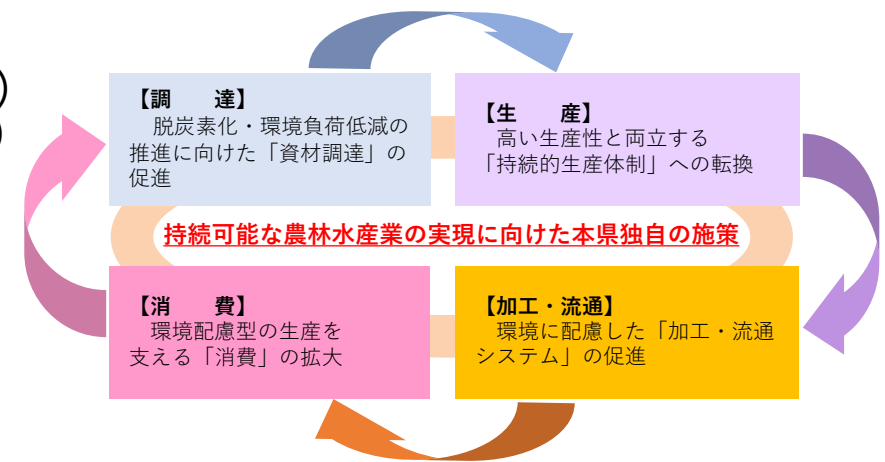 【調　　達】
脱炭素化・環境負荷低減の
推進に向けた「資材調達」の
促進
【生　　産】
高い生産性と両立する
「持続的生産体制」への転換
持続可能な農林水産業の実現に向けた本県独自の施策
【消　　費】
環境配慮型の生産を
支える「消費」の拡大
【加工・流通】
環境に配慮した「加工・流通
システム」の促進